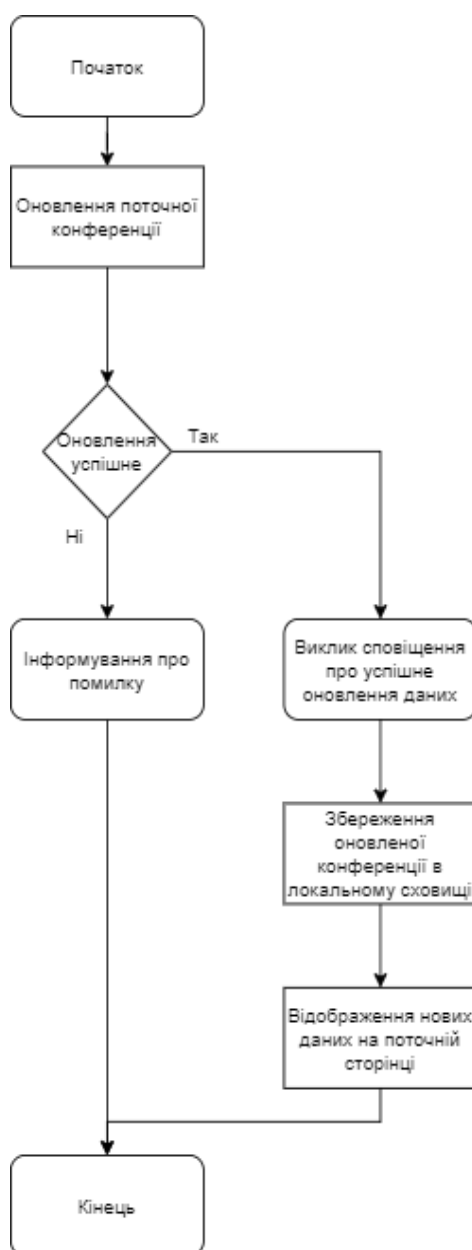 Початок
Оновлення поточної
конференції
Оновлення
успішне
Так
Ні
Інформування про
помилку
Виклик сповіщення
про успішне
оновлення даних
Збереження
оновленої
конференції в
локальному сховищі
Відображення нових
даних на поточній
сторінці
Кінець